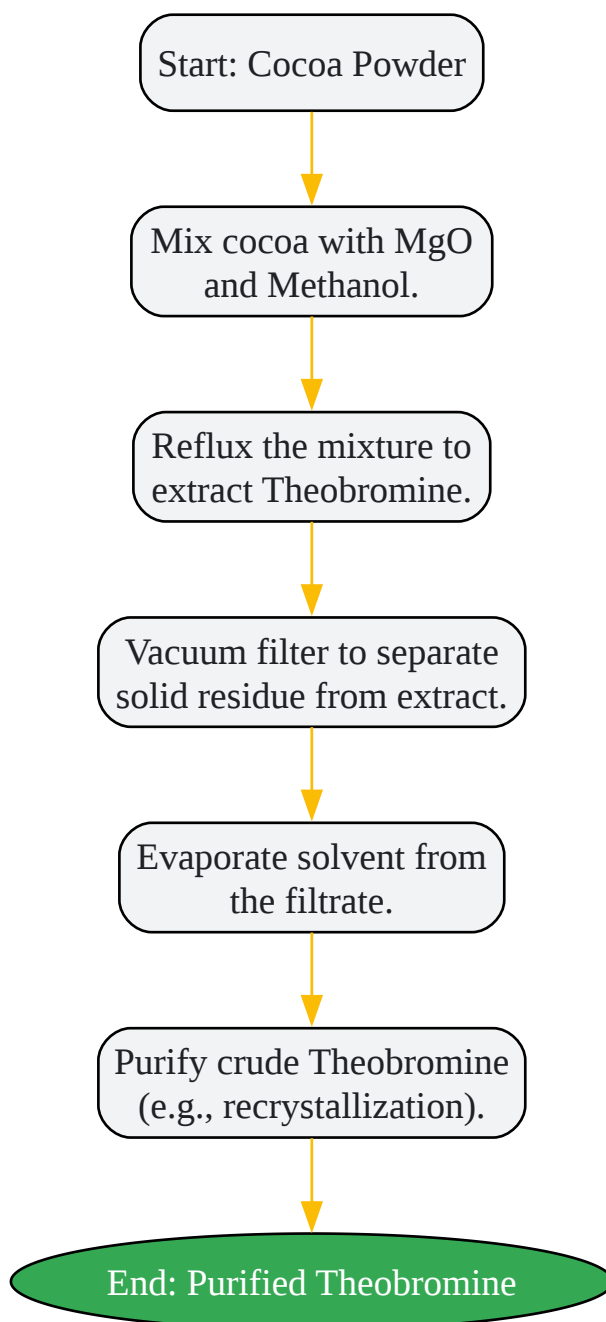 Start: Cocoa Powder
Mix cocoa with MgO
and Methanol.
Reflux the mixture to
extract Theobromine.
Vacuum filter to separate
solid residue from extract.
Evaporate solvent from
the filtrate.
Purify crude Theobromine
(e.g., recrystallization).
End: Purified Theobromine